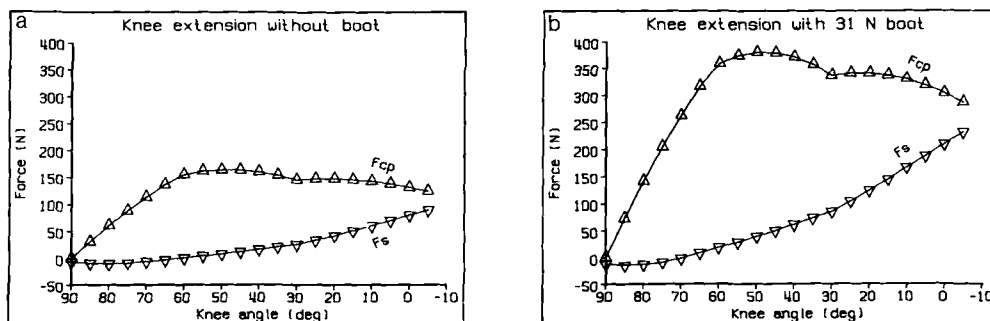 a
Knee extension without boot
400
350
300
250
200
150
100
50
0
-50
Force (N)
Fcp
Fs
90 80 70 60 50 40 30 20 10 0 -10
Knee angle (deg)
b
Knee extension with 31 N boot
400
350
300
250
200
150
100
50
0
-50
Force (N)
Fcp
Fs
90 80 70 60 50 40 30 20 10 0 -10
Knee angle (deg)